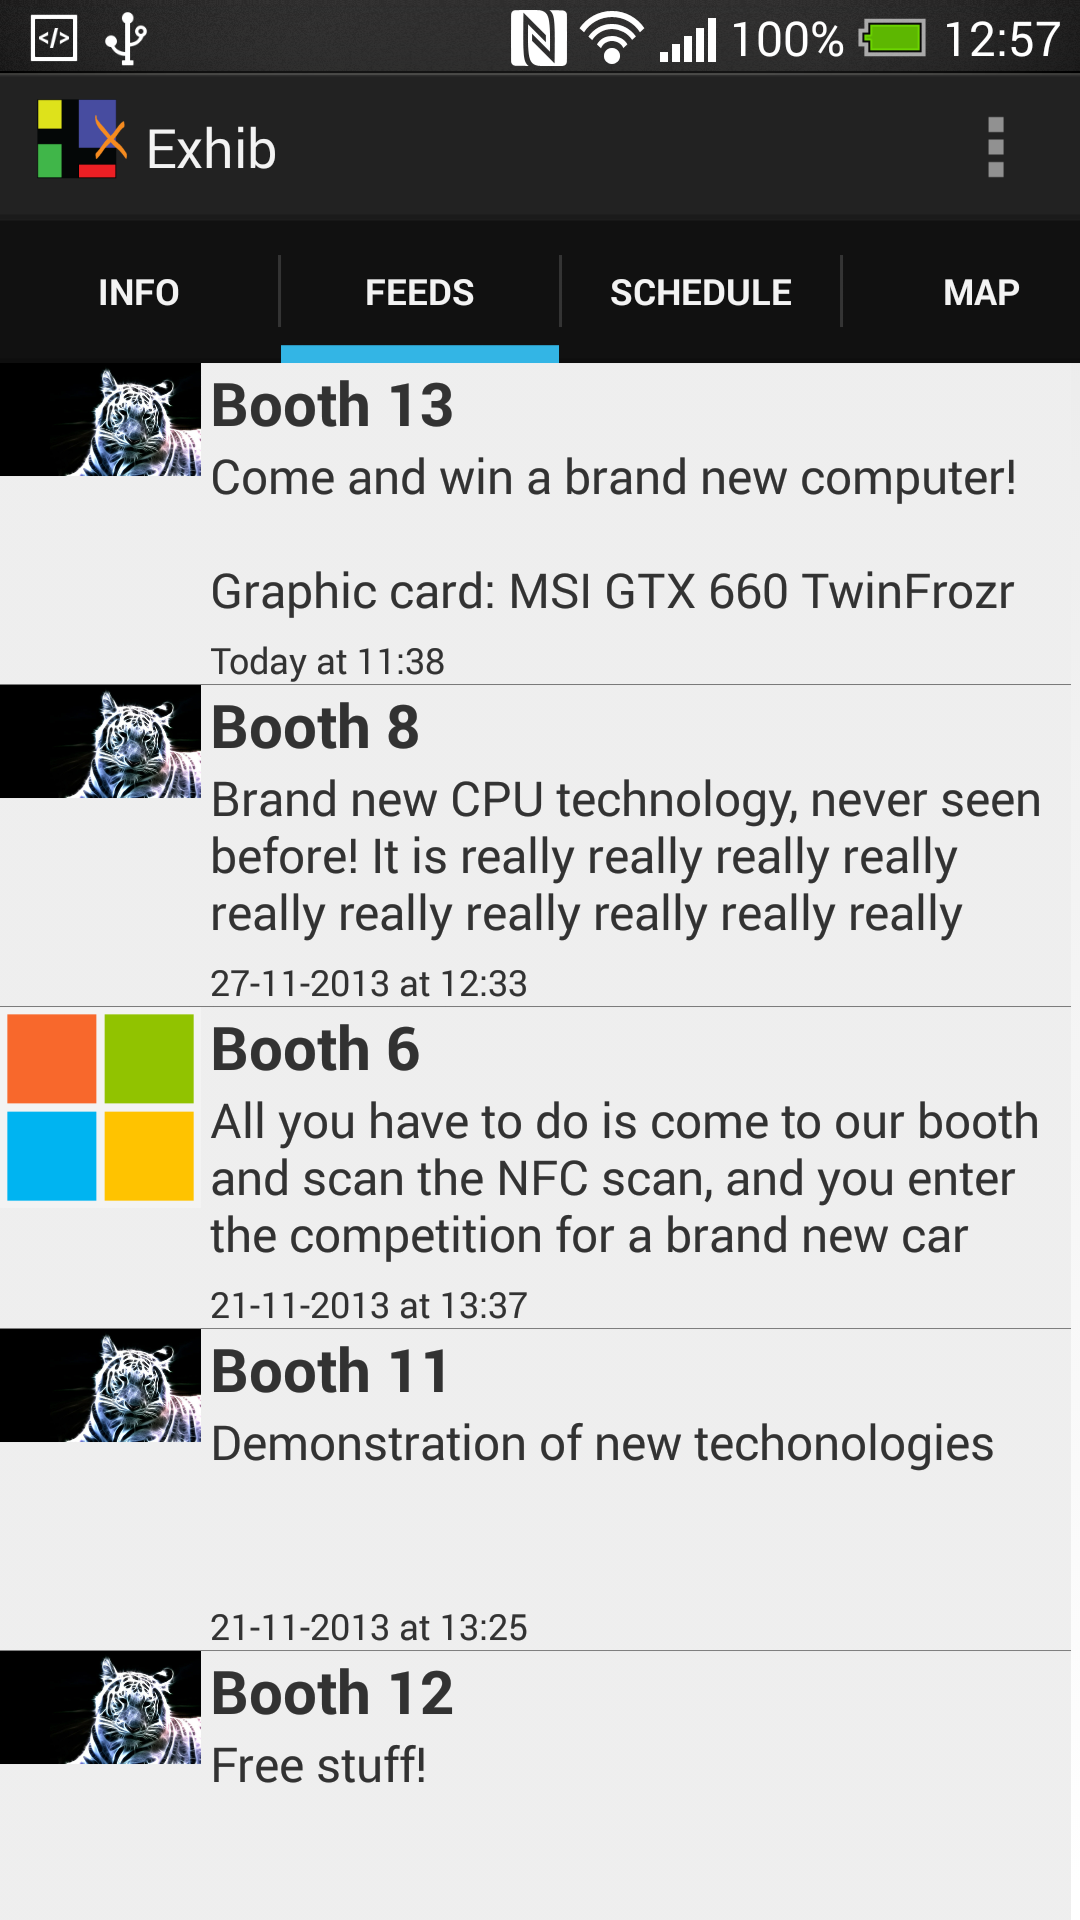 </> 100% 12:57
Exhib
INFO FEEDS SCHEDULE MAP
Booth 13
Come and win a brand new computer!
Graphic card: MSI GTX 660 TwinFrozr
Today at 11:38
Booth 8
Brand new CPU technology, never seen
before! It is really really really really
really really really really really really
27-11-2013 at 12:33
Booth 6
All you have to do is come to our booth
and scan the NFC scan, and you enter
the competition for a brand new car
21-11-2013 at 13:37
Booth 11
Demonstration of new techonologies
21-11-2013 at 13:25
Booth 12
Free stuff!